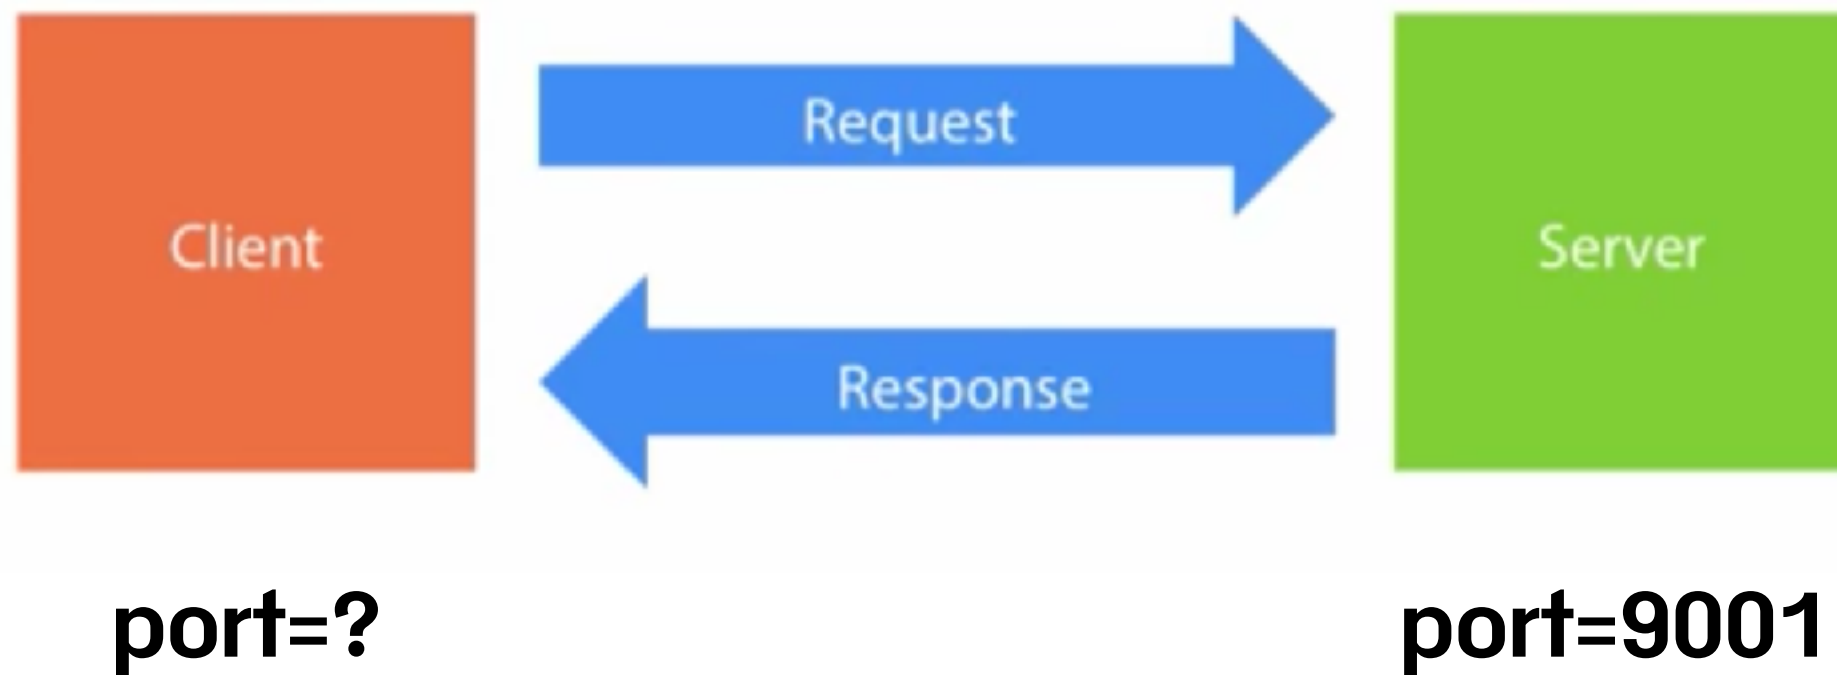 Request
Client
Server
Response
port=?
port=9001